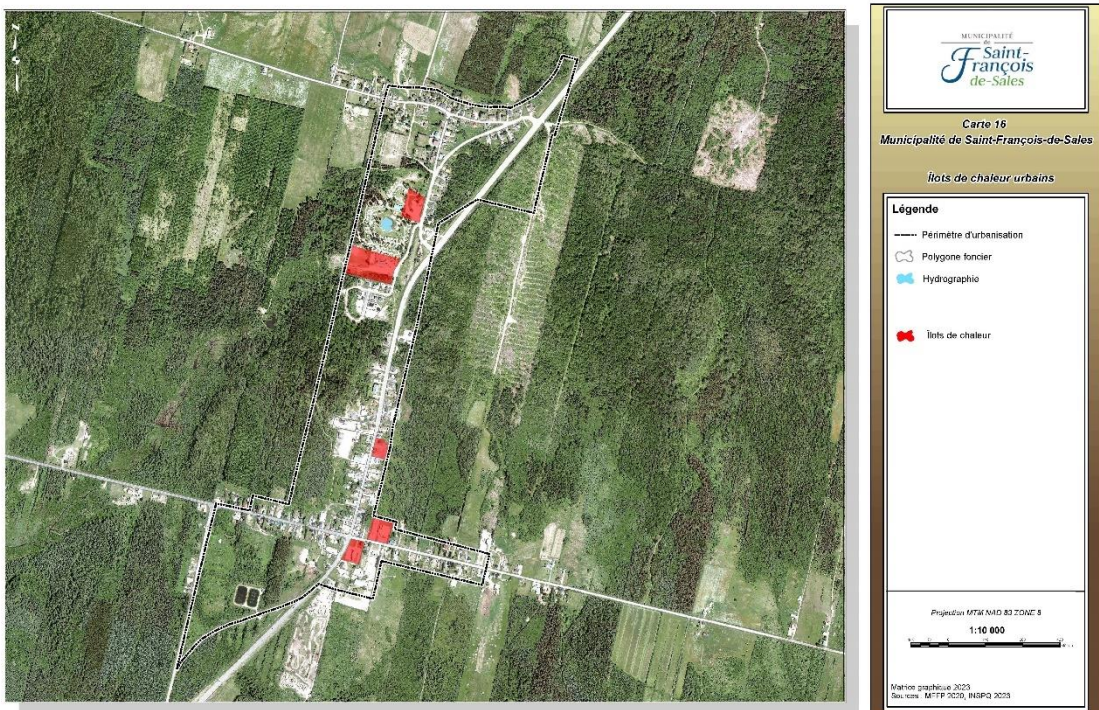 MUNICIPALITÉ
de
Saint-
François
de-Sales
Carte 16
Municipalité de Saint-François-de-Sales
Îlots de chaleur urbains
Légende
Périmètre d'urbanisation
Polygone foncier
Hydrographie
Îlots de chaleur
Projection MTM NAD 83 ZONE 8
1:10 000
Matrice graphique 2023
Sources : MFFP 2020, INSPQ 2023